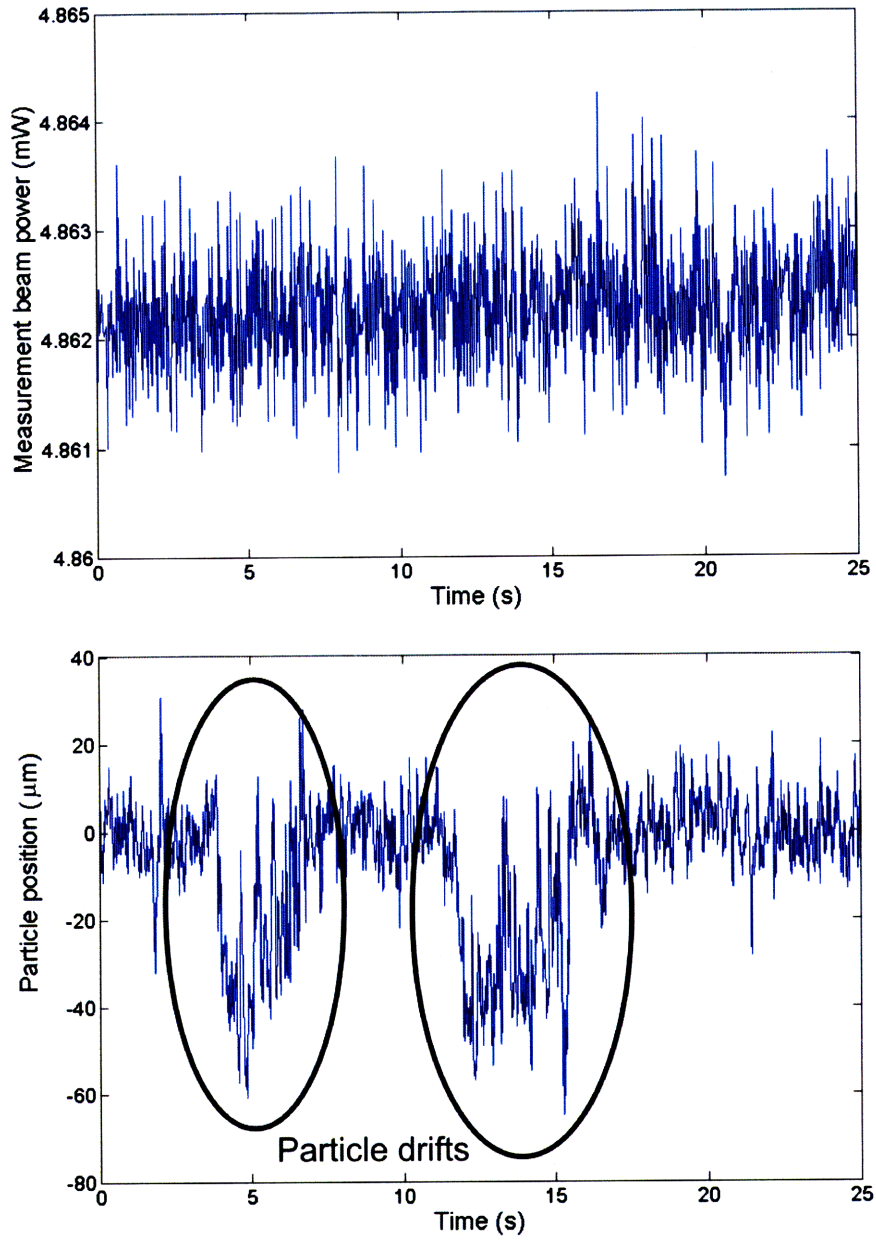 4.865
4.864
4.863
4.862
4.861
4.86
Measurement beam power (mW)
0 5 10 15 20 25
Time (s)
40
20
0
-20
-40
-60
-80
Particle position (μm)
Particle drifts
0 5 10 15 20 25
Time (s)